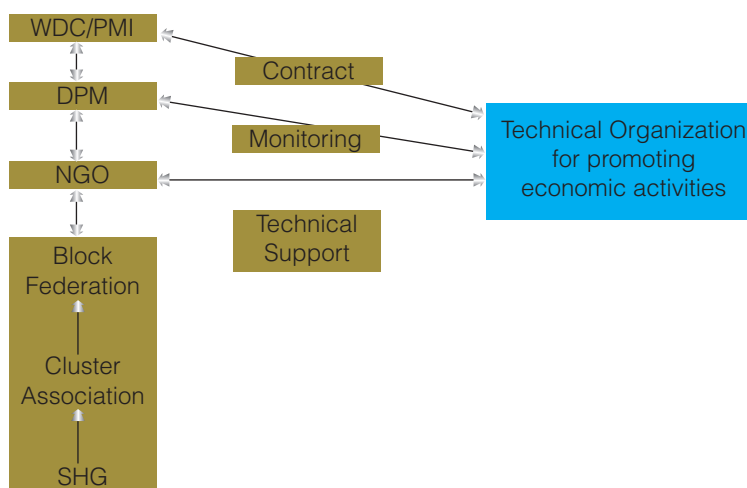 WDC/PMI
Contract
DPM
Monitoring
Technical Organization
for promoting
economic activities
NGO
Technical
Support
Block
Federation
Cluster
Association
SHG